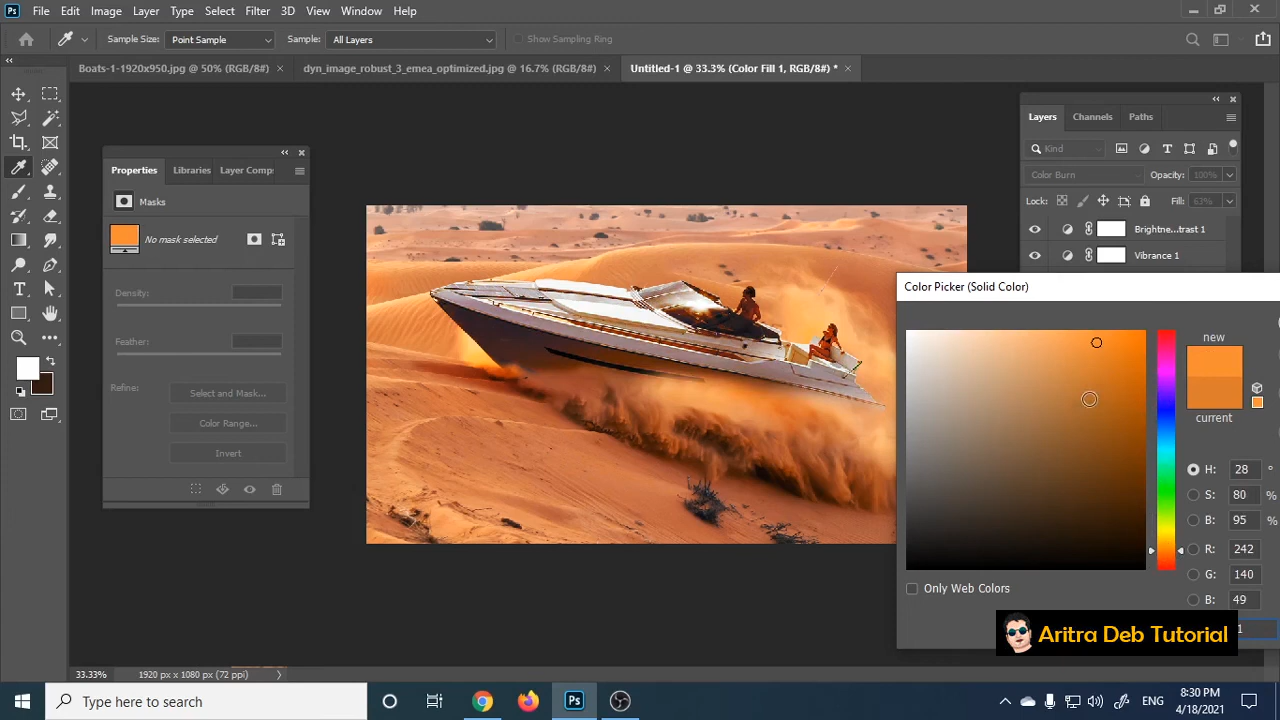 Ps File Edit Image Layer Type Select Filter 3D View Window Help
Sample Size: Point Sample Sample: All Layers Show Sampling Ring
Boats-1-1920x950.jpg @ 50% (RGB/8#) × dyn_image_robust_3_emea_optimized.jpg @ 16.7% (RGB/8#) × Untitled-1 @ 33.3% (Color Fill 1, RGB/8#) * ×
Properties Libraries Layer Comp
Masks
No mask selected
Density:
Feather:
Refine:
Select and Mask...
Color Range...
Invert
Layers Channels Paths
Kind
Color Burn Opacity: 100%
Lock: Fill: 63%
Brightne...trast 1
Vibrance 1
Color Picker (Solid Color)
new
current
H: 28 °
S: 80 %
B: 95 %
R: 242
G: 140
B: 49
1
Only Web Colors
Aritra Deb Tutorial
33.33% 1920 px x 1080 px (72 ppi)
Type here to search
Ps
ENG
8:30 PM
4/18/2021